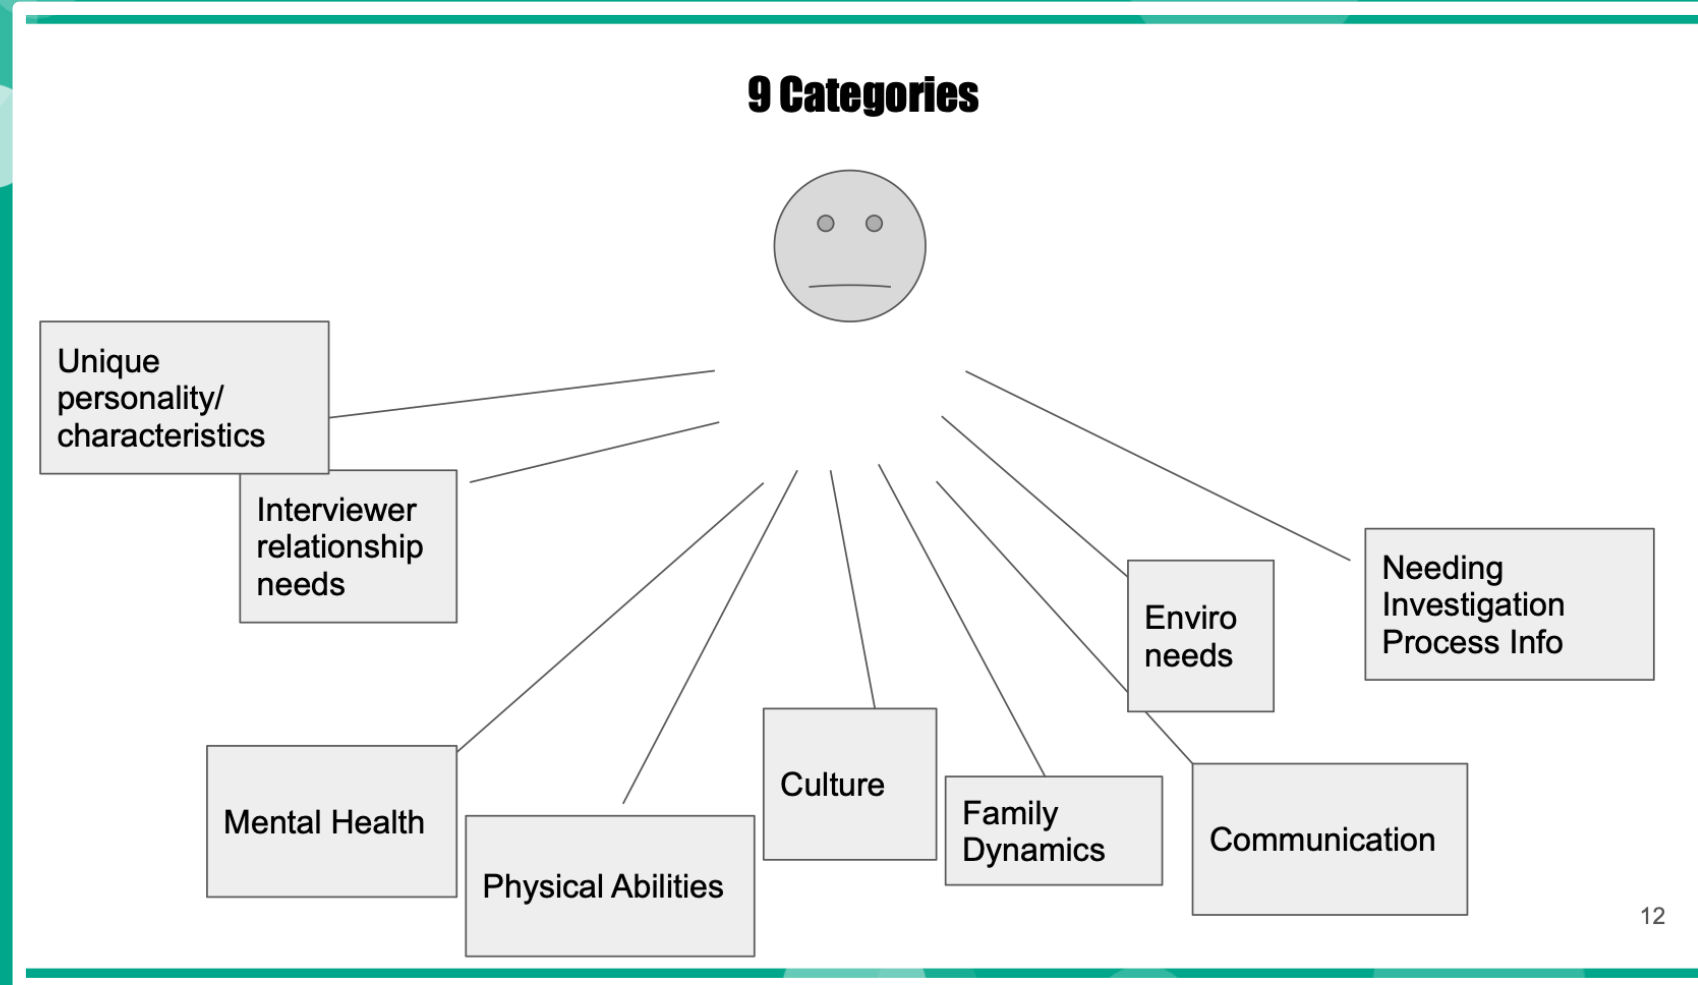 9 Categories
Unique
personality/
characteristics
Interviewer
relationship
needs
Mental Health
Physical Abilities
Culture
Family
Dynamics
Enviro
needs
Communication
Needing
Investigation
Process Info
12